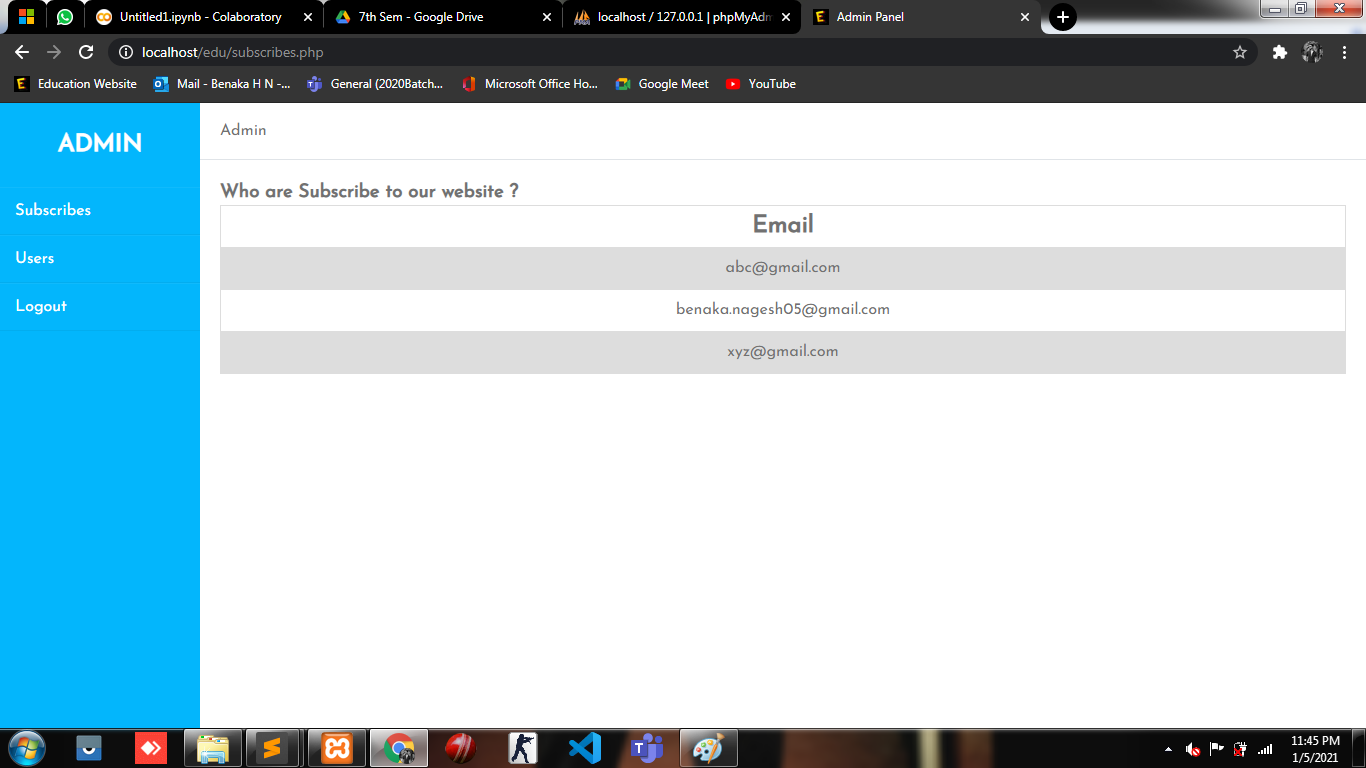 Untitled1.ipynb - Colaboratory
7th Sem - Google Drive
localhost / 127.0.0.1 | phpMyAdm
Admin Panel
localhost/edu/subscribes.php
Education Website
Mail - Benaka H N -...
General (2020Batch...
Microsoft Office Ho...
Google Meet
YouTube
ADMIN
Subscribes
Users
Logout
Admin
Who are Subscribe to our website ?
Email
abc@gmail.com
benaka.nagesh05@gmail.com
xyz@gmail.com
11:45 PM
1/5/2021